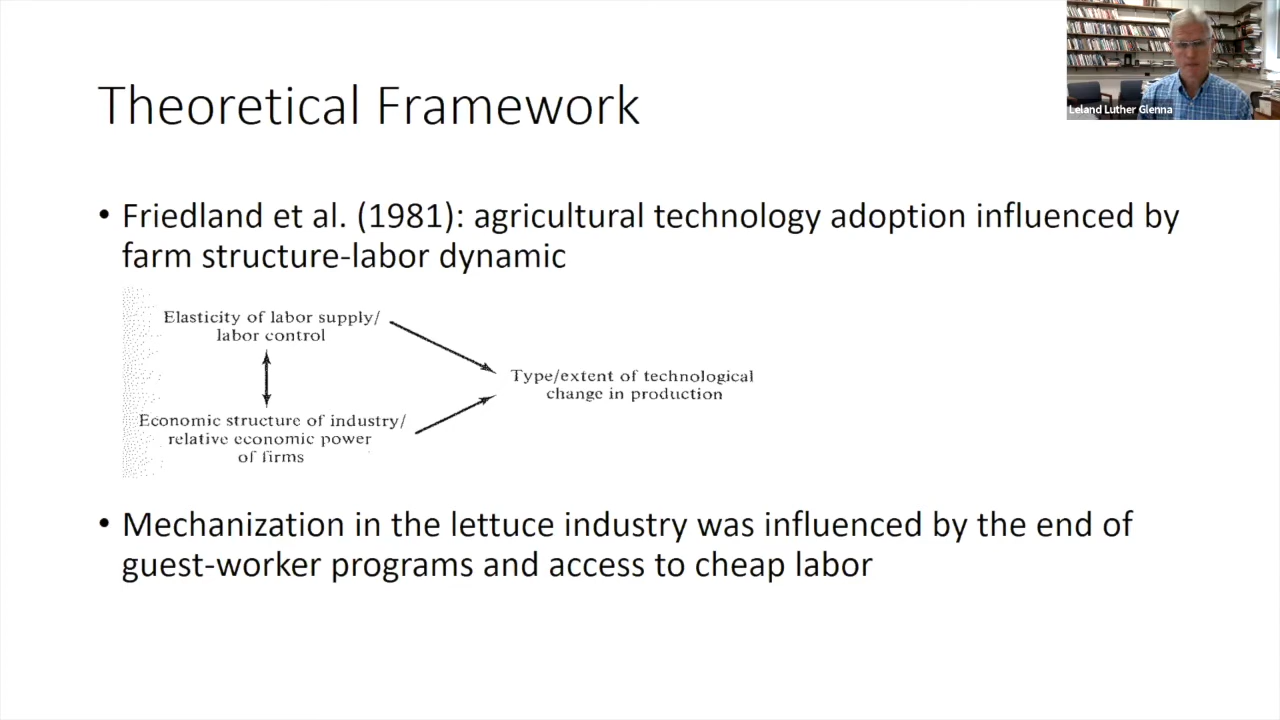 Leland Luther Glenna
Theoretical Framework
• Friedland et al. (1981): agricultural technology adoption influenced by
farm structure-labor dynamic
Elasticity of labor supply/
labor control
Type/extent of technological
change in production
Economic structure of industry/
relative economic power
of firms
• Mechanization in the lettuce industry was influenced by the end of
guest-worker programs and access to cheap labor